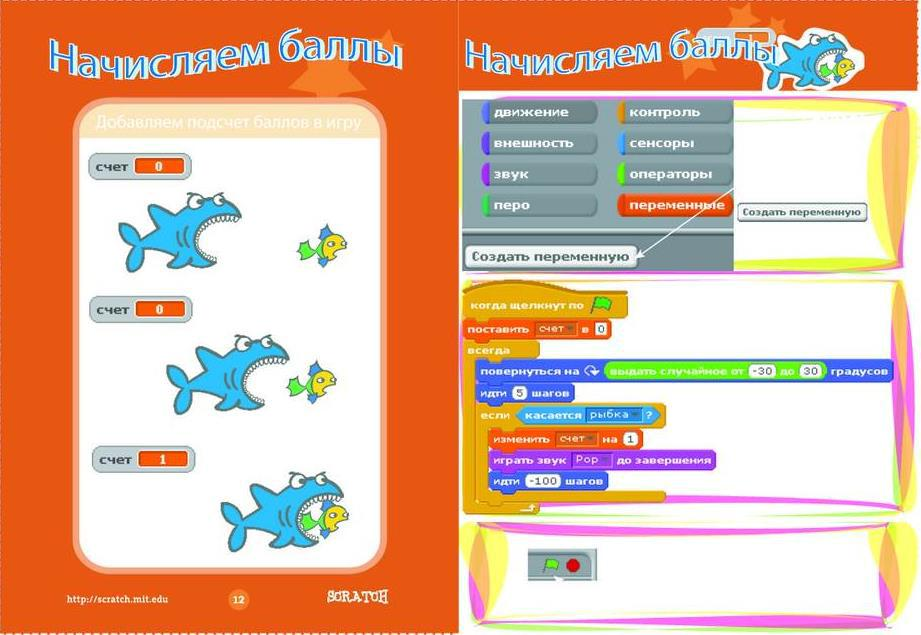 Начисляем баллы
Добавляем подсчет баллов в игру
счет 0
счет 0
счет 1
http://scratch.mit.edu
12
SCRATCH
Начисляем баллы
движение
контроль
внешность
сенсоры
звук
операторы
перо
переменные
Создать переменную
Создать переменную
когда щелкнут по
поставить счет в 0
всегда
повернуться на выдать случайное от -30 до 30 градусов
идти 5 шагов
если касается рыбка ?
изменить счет на 1
играть звук Pop до завершения
идти -100 шагов